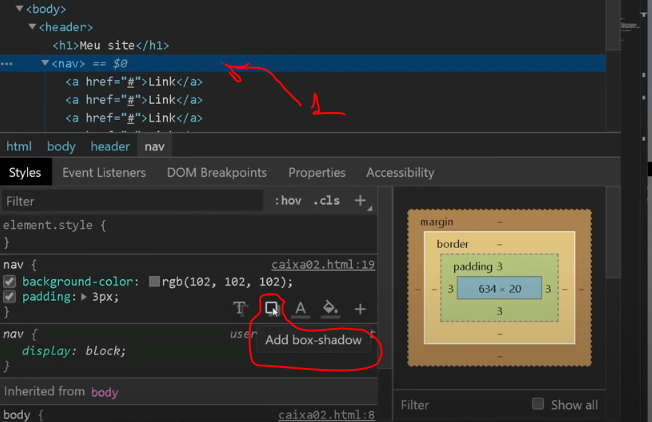 ▼<body>
▼<header>
<h1>Meu site</h1>
··· ▼<nav> == $0
<a href="#">Link</a>
<a href="#">Link</a>
<a href="#">Link</a>
1
html body header nav
Styles Event Listeners DOM Breakpoints Properties Accessibility
Filter :hov .cls +
element.style {
}
nav { caixa02.html:19
background-color: rgb(102, 102, 102);
padding: ▶ 3px;
}
T A +
Add box-shadow
nav { use t
display: block;
}
Inherited from body
body { caixa02.html:8
margin –
border –
padding 3
– – 3 634 × 20 3 – –
3
–
–
Filter Show all